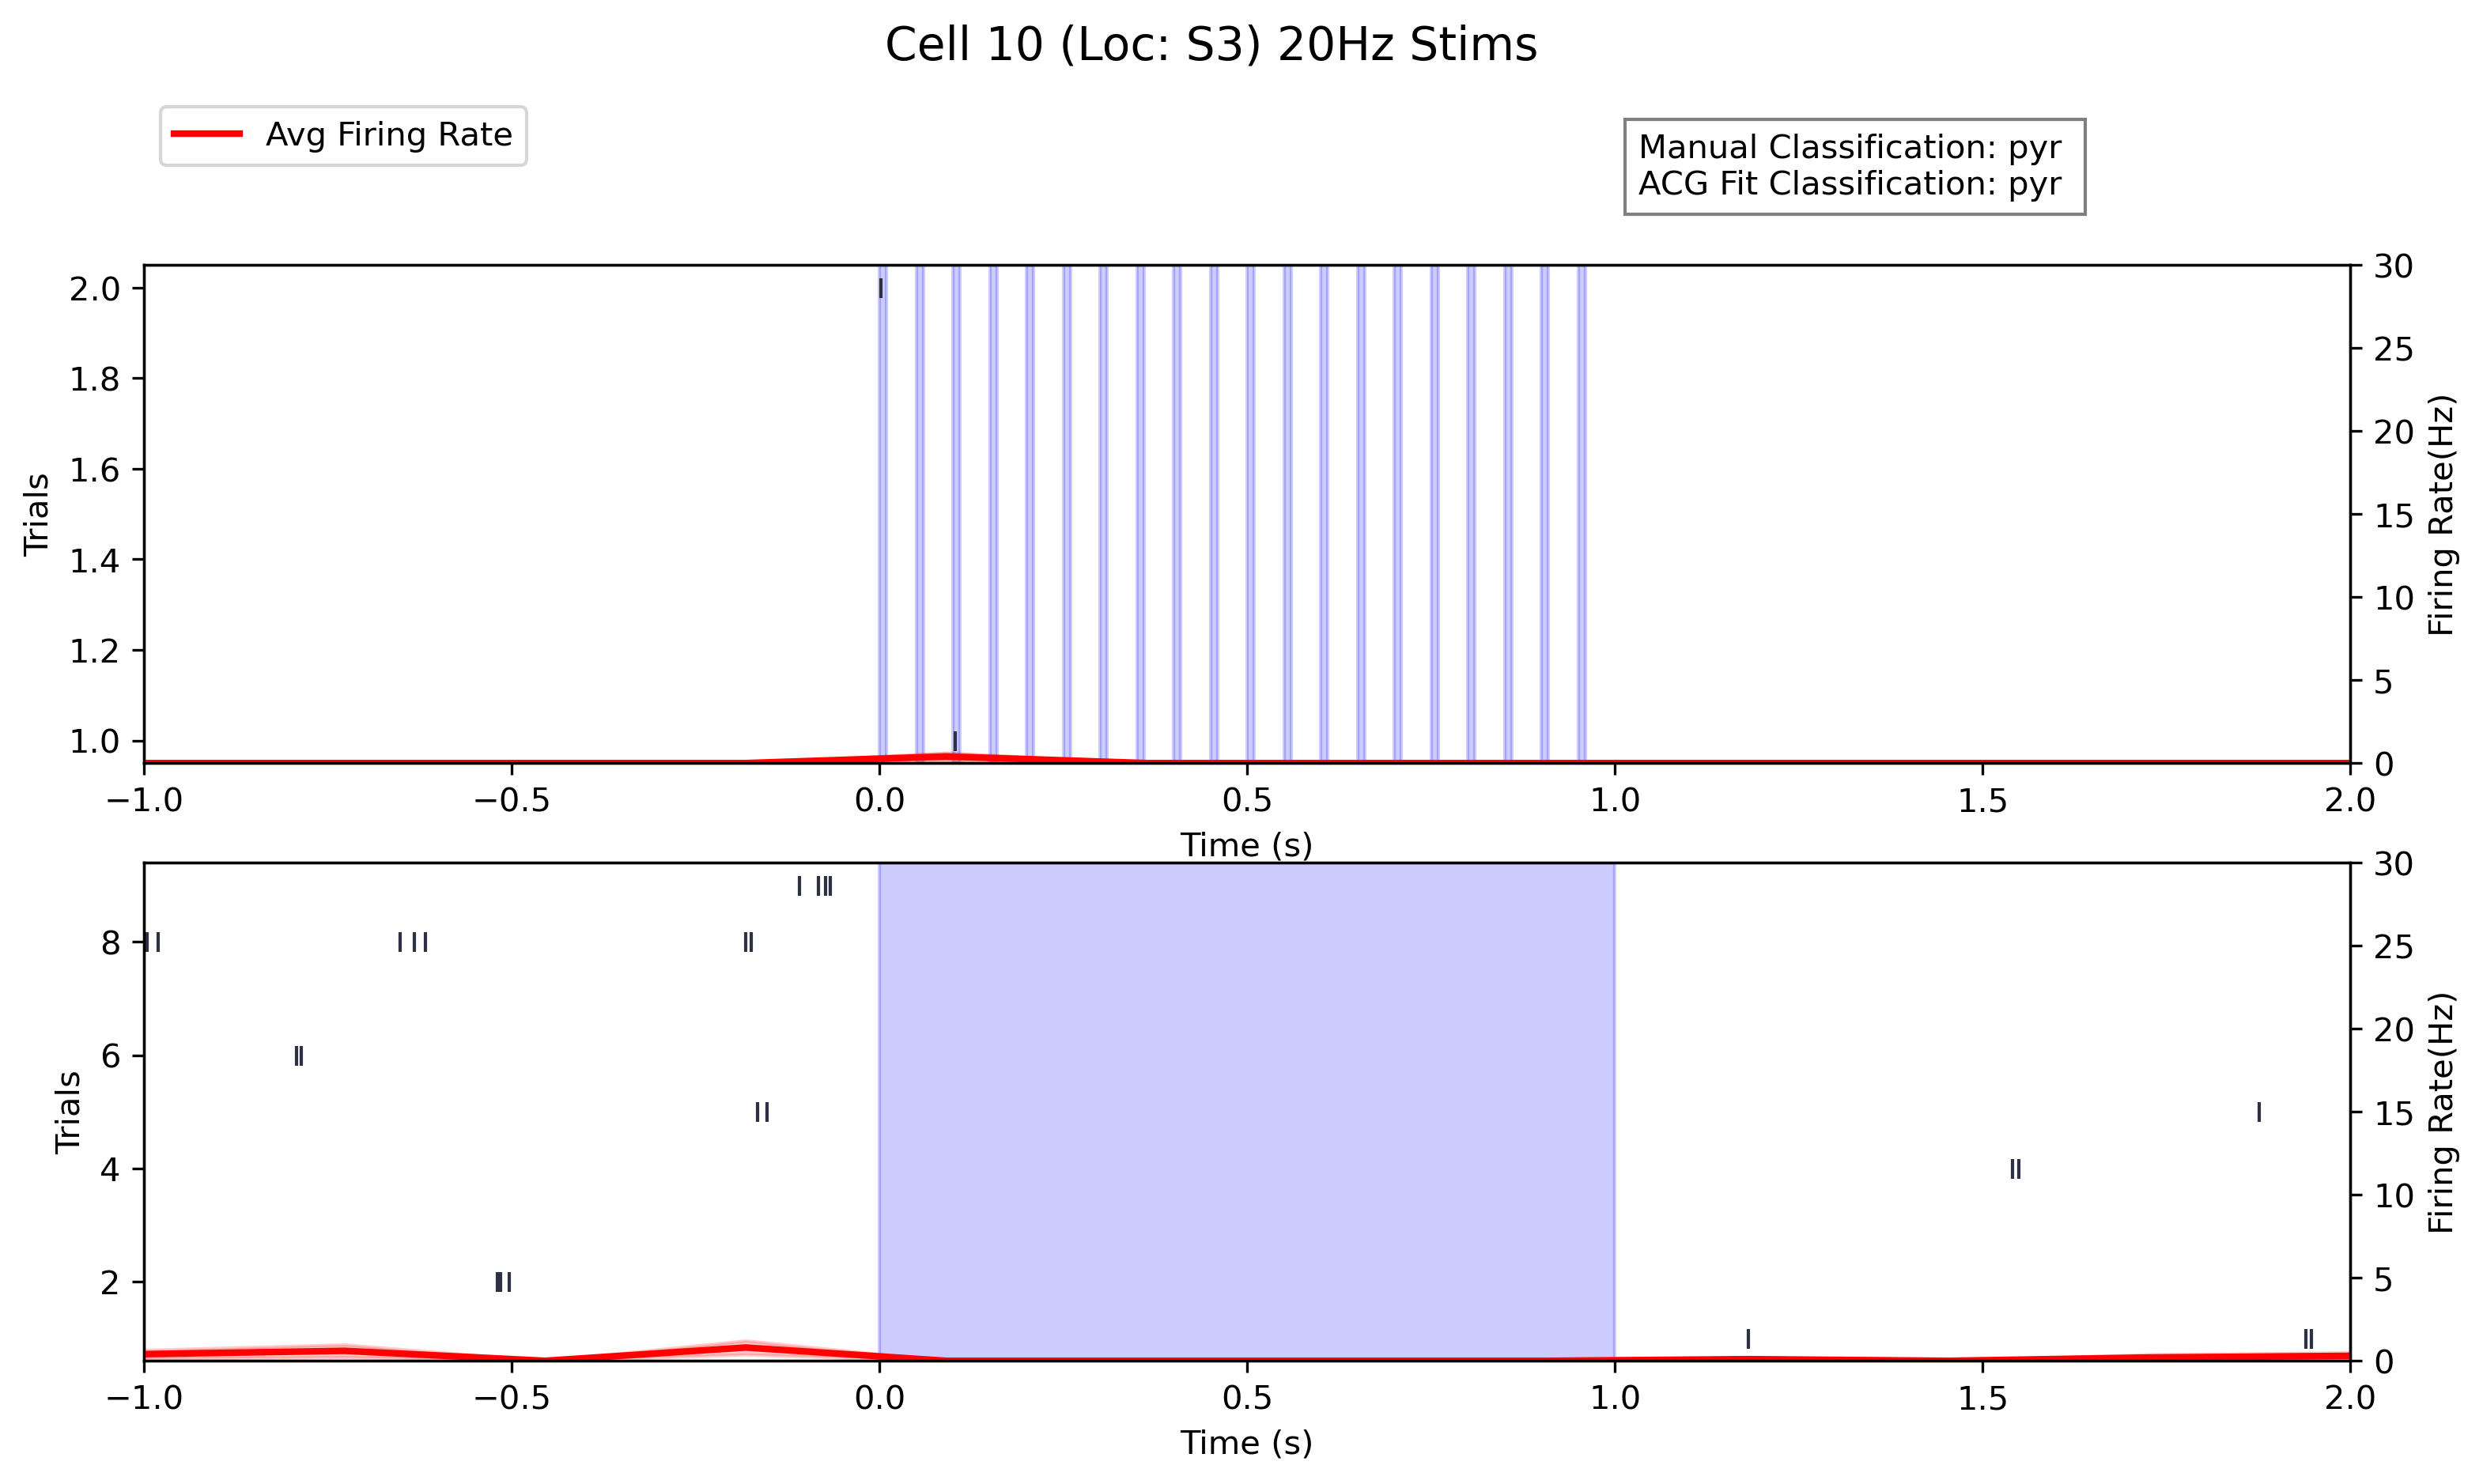 Cell 10 (Loc: S3) 20Hz Stims
Avg Firing Rate
Manual Classification: pyr
ACG Fit Classification: pyr
2.0
1.8
1.6
1.4
1.2
1.0
Trials
30
25
20
15
10
5
0
Firing Rate(Hz)
−1.0 −0.5 0.0 0.5 1.0 1.5 2.0
Time (s)
8
6
4
2
Trials
30
25
20
15
10
5
0
Firing Rate(Hz)
−1.0 −0.5 0.0 0.5 1.0 1.5 2.0
Time (s)